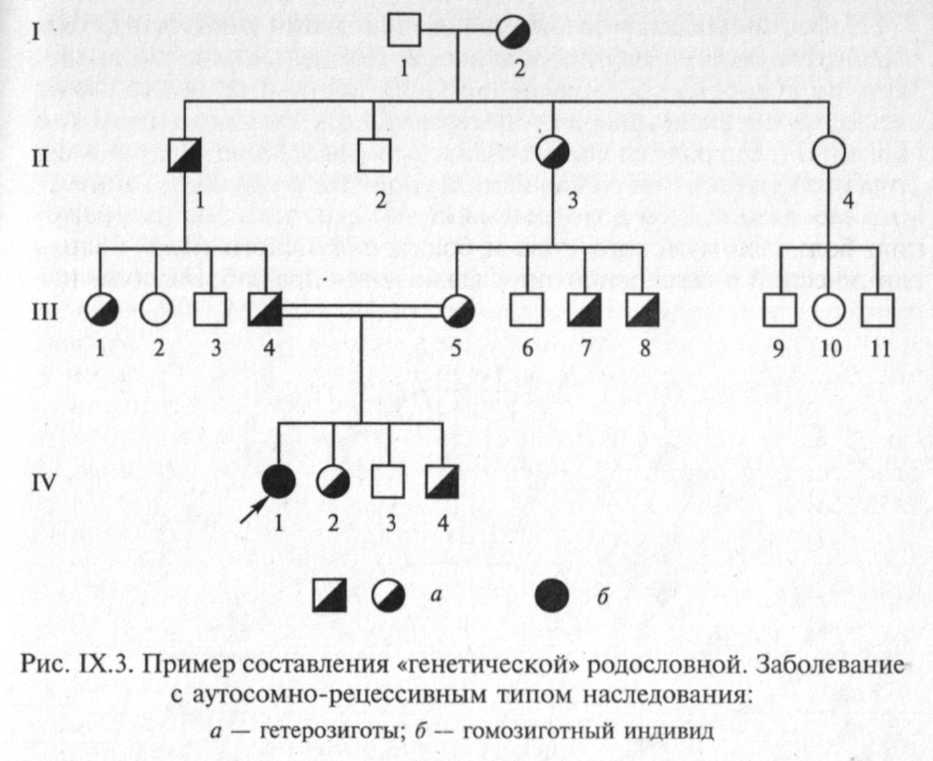 I
1 2
II
1 2 3 4
III
1 2 3 4 5 6 7 8 9 10 11
IV
1 2 3 4
а б
Рис. IX.3. Пример составления «генетической» родословной. Заболевание
с аутосомно-рецессивным типом наследования:
а — гетерозиготы; б — гомозиготный индивид